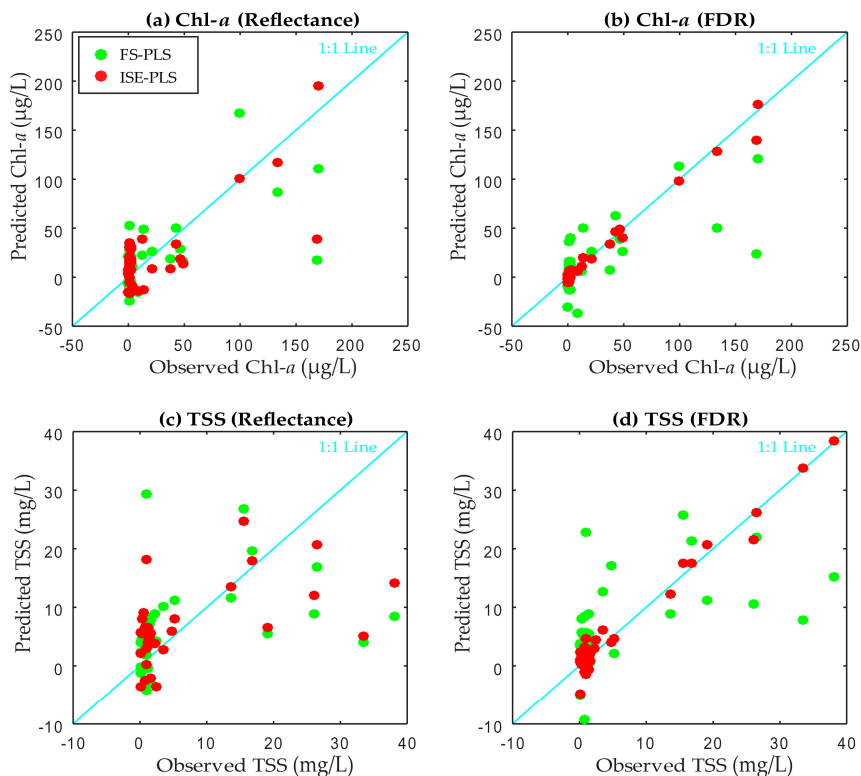 (a) Chl-a (Reflectance)
250
200
150
100
50
0
-50
Predicted Chl-a (µg/L)
FS-PLS
ISE-PLS
1:1 Line
-50 0 50 100 150 200 250
Observed Chl-a (µg/L)
(b) Chl-a (FDR)
250
200
150
100
50
0
-50
Predicted Chl-a (µg/L)
1:1 Line
-50 0 50 100 150 200 250
Observed Chl-a (µg/L)
(c) TSS (Reflectance)
40
30
20
10
0
-10
Predicted TSS (mg/L)
1:1 Line
-10 0 10 20 30 40
Observed TSS (mg/L)
(d) TSS (FDR)
40
30
20
10
0
-10
Predicted TSS (mg/L)
1:1 Line
-10 0 10 20 30 40
Observed TSS (mg/L)